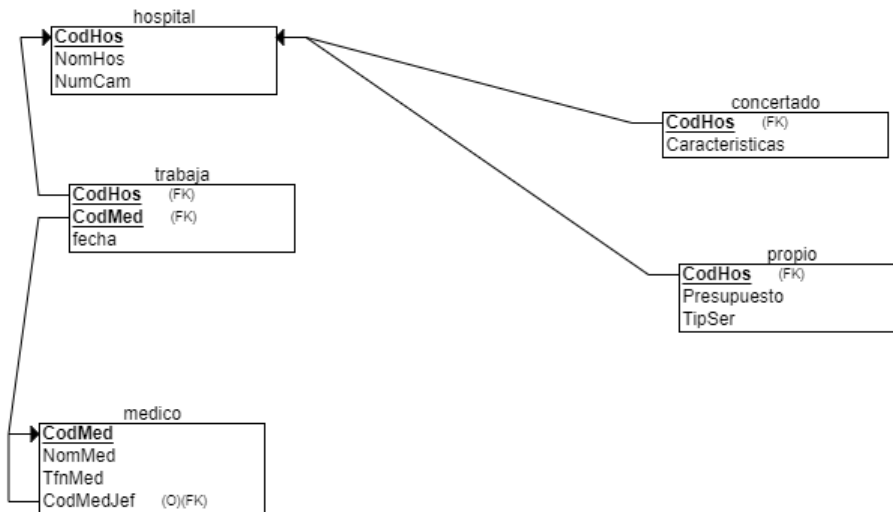 hospital
CodHos
NomHos
NumCam
concertado
CodHos (FK)
Caracteristicas
trabaja
CodHos (FK)
CodMed (FK)
fecha
propio
CodHos (FK)
Presupuesto
TipSer
medico
CodMed
NomMed
TfnMed
CodMedJef (O)(FK)